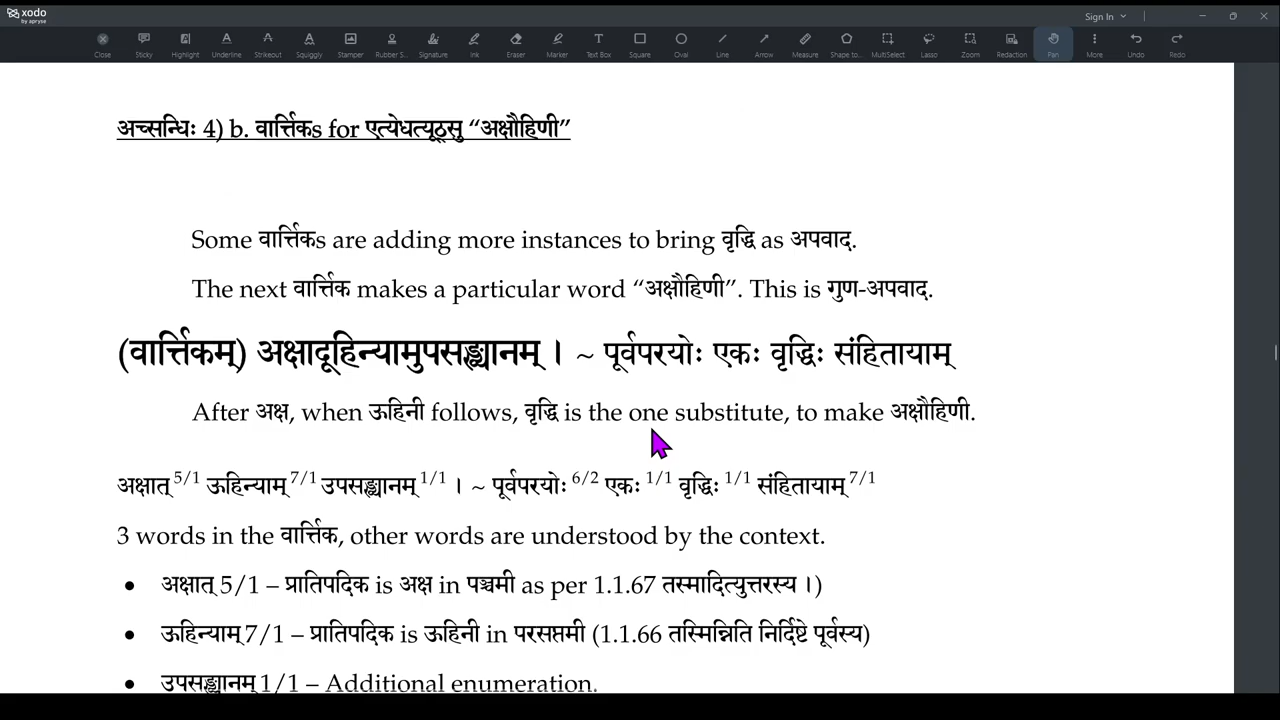 xodo
by apryse
Sign In
Close Sticky Highlight Underline Strikeout Squiggly Stamper Rubber S... Signature Ink Eraser Marker Text Box Square Oval Line Arrow Measure Shape to... MultiSelect Lasso Zoom Redaction Pan More Undo Redo
अच्सन्धिः 4) b. वार्त्तिकs for एत्येधत्यूठ्सु “अक्षौहिणी”
Some वार्त्तिकs are adding more instances to bring वृद्धि as अपवाद.
The next वार्त्तिक makes a particular word “अक्षौहिणी”. This is गुण-अपवाद.
(वार्त्तिकम्) अक्षादूहिन्यामुपसङ्ख्यानम् । ~ पूर्वपरयोः एकः वृद्धिः संहितायाम्
After अक्ष, when ऊहिनी follows, वृद्धि is the one substitute, to make अक्षौहिणी.
अक्षात् 5/1 ऊहिन्याम् 7/1 उपसङ्ख्यानम् 1/1 । ~ पूर्वपरयोः 6/2 एकः 1/1 वृद्धिः 1/1 संहितायाम् 7/1
3 words in the वार्त्तिक, other words are understood by the context.
• अक्षात् 5/1 – प्रातिपदिक is अक्ष in पञ्चमी as per 1.1.67 तस्मादित्युत्तरस्य ।)
• ऊहिन्याम् 7/1 – प्रातिपदिक is ऊहिनी in परसप्तमी (1.1.66 तस्मिन्निति निर्दिष्टे पूर्वस्य)
• उपसङ्ख्यानम् 1/1 – Additional enumeration.